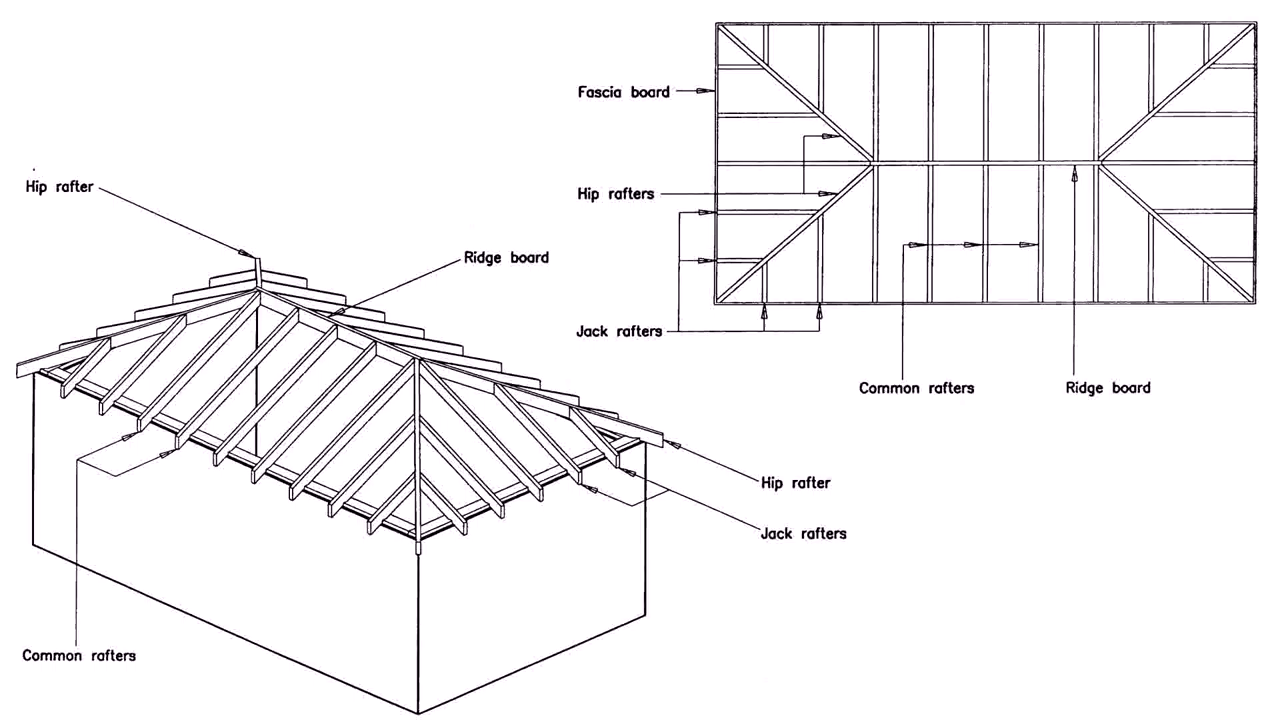 Fascia board
Hip rafter
Hip rafters
Ridge board
Jack rafters
Common rafters
Ridge board
Hip rafter
Jack rafters
Common rafters